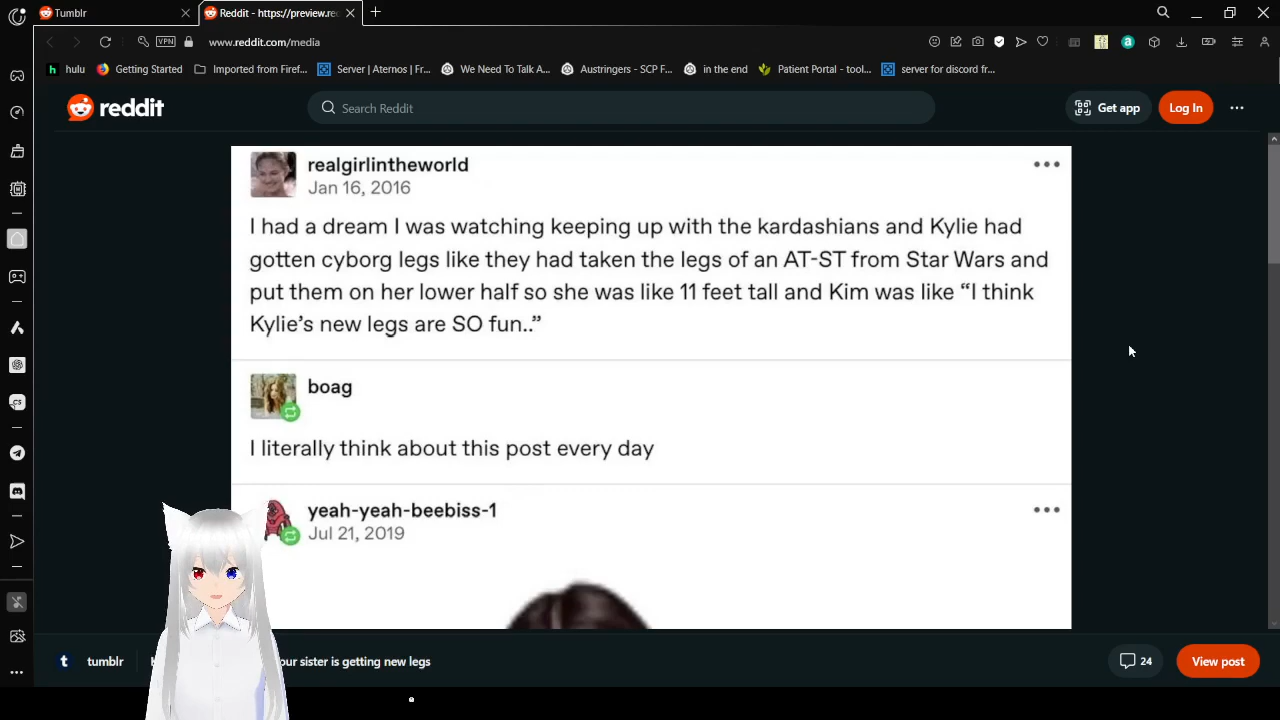 Tumblr
Reddit - https://preview.rec
VPN
www.reddit.com/media
hulu
Getting Started
Imported from Firef...
Server | Aternos | Fr...
We Need To Talk A...
Austringers - SCP F...
in the end
Patient Portal - tool...
server for discord fr...
reddit
Search Reddit
Get app
Log In
realgirlintheworld
Jan 16, 2016
I had a dream I was watching keeping up with the kardashians and Kylie had
gotten cyborg legs like they had taken the legs of an AT-ST from Star Wars and
put them on her lower half so she was like 11 feet tall and Kim was like “I think
Kylie’s new legs are SO fun..”
boag
I literally think about this post every day
yeah-yeah-beebiss-1
Jul 21, 2019
tumblr
our sister is getting new legs
24
View post